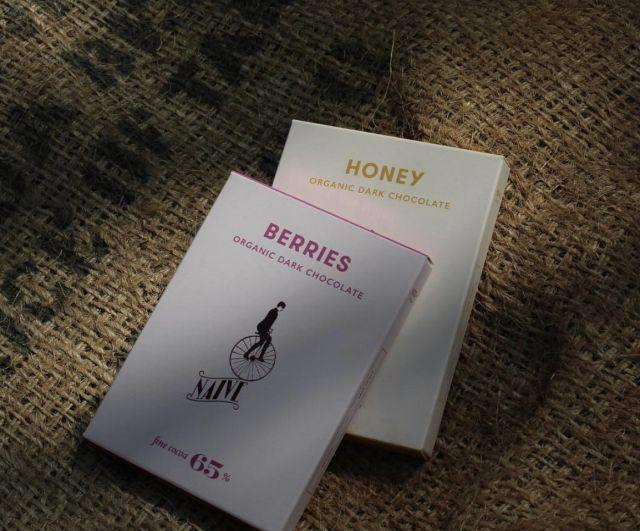 HONEY
ORGANIC DARK CHOCOLATE
BERRIES
ORGANIC DARK CHOCOLATE
NAIVE
fine cocoa 65%